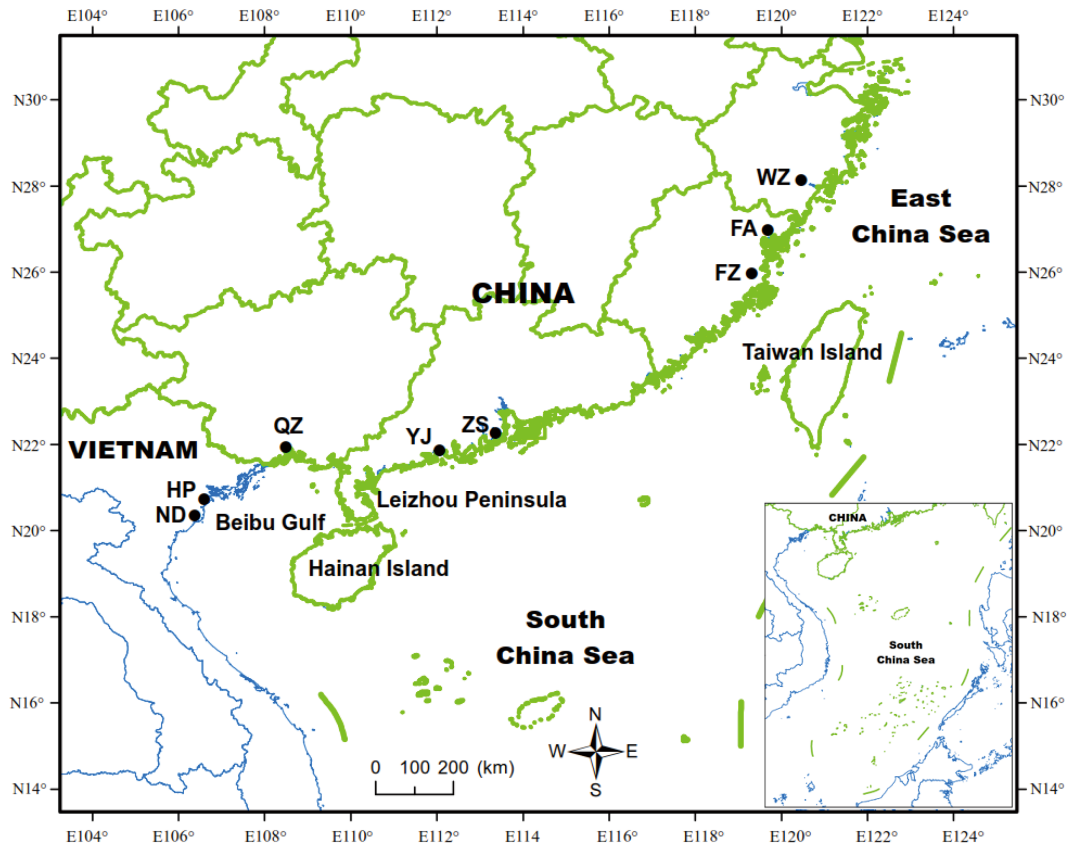 E104° E106° E108° E110° E112° E114° E116° E118° E120° E122° E124°
N30° N30°
WZ
N28° N28°
East
China Sea
FA
FZ
N26° N26°
CHINA
N24° N24°
Taiwan Island
QZ
YJ
ZS
N22° N22°
VIETNAM
HP
Leizhou Peninsula
ND
Beibu Gulf
N20° N20°
CHINA
Hainan Island
N18° N18°
South
China Sea
South
China Sea
N16° N16°
N
W E
S
0 100 200 (km)
N14° N14°
E104° E106° E108° E110° E112° E114° E116° E118° E120° E122° E124°